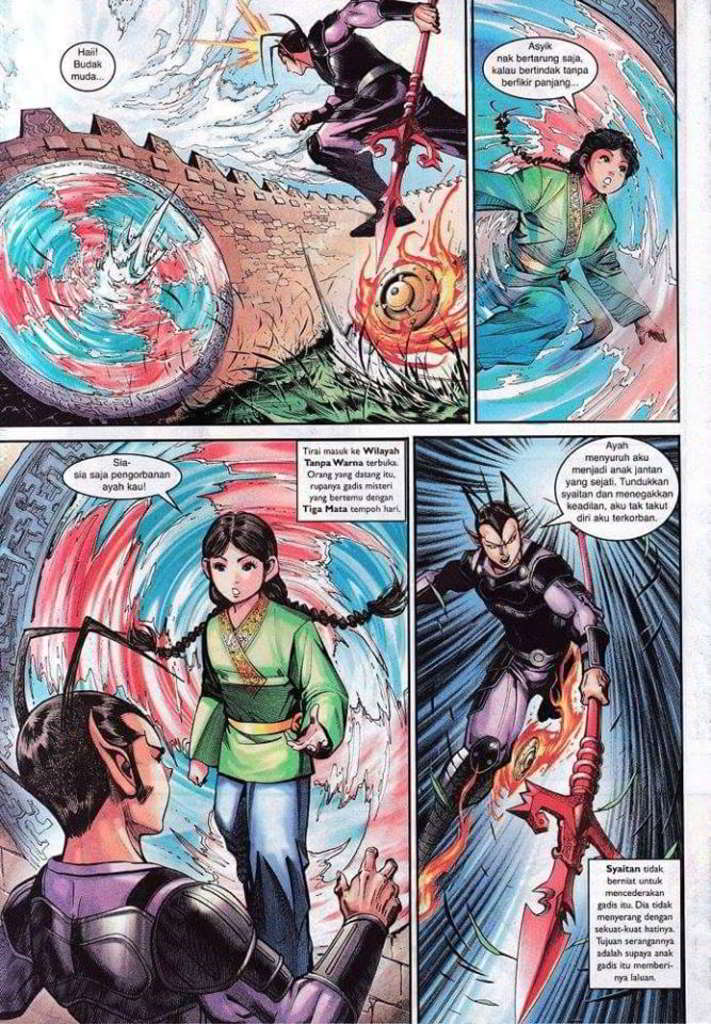 Haii!
Budak
muda...
Asyik
nak bertarung saja,
kalau bertindak tanpa
berfikir panjang...
Sia-
sia saja pengorbanan
ayah kau!
Tirai masuk ke Wilayah
Tanpa Warna terbuka.
Orang yang datang itu,
rupanya gadis misteri
yang bertemu dengan
Tiga Mata tempoh hari.
Ayah
menyuruh aku
menjadi anak jantan
yang sejati. Tundukkan
syaitan dan menegakkan
keadilan, aku tak takut
diri aku terkorban.
Syaitan tidak
berniat untuk
mencederakan
gadis itu. Dia tidak
menyerang dengan
sekuat-kuat hatinya.
Tujuan serangannya
adalah supaya anak
gadis itu memberi-
nya laluan.